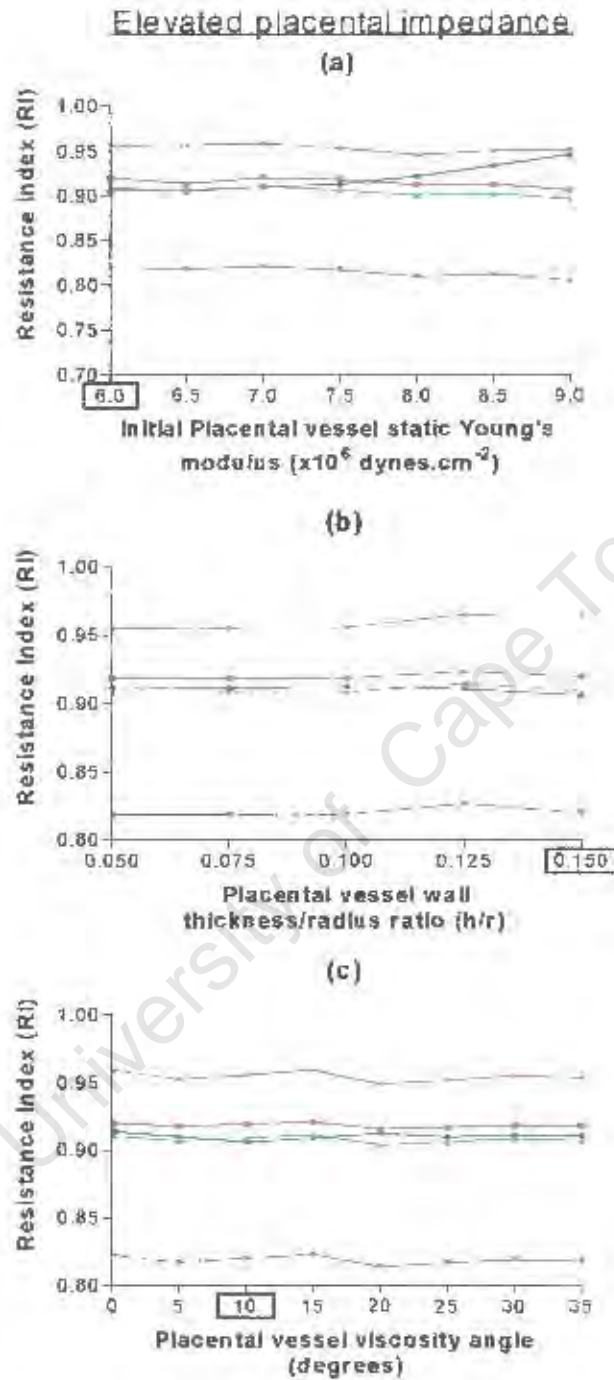 Elevated placental impedance
(a)
Resistance Index (RI)
1.00
0.95
0.90
0.85
0.80
0.75
0.70
6.0 6.5 7.0 7.5 8.0 8.5 9.0
Initial Placental vessel static Young's
modulus (x10⁶ dynes.cm⁻²)
(b)
Resistance Index (RI)
1.00
0.95
0.90
0.85
0.80
0.050 0.075 0.100 0.125 0.150
Placental vessel wall
thickness/radius ratio (h/r)
(c)
Resistance Index (RI)
1.00
0.95
0.90
0.85
0.80
0 5 10 15 20 25 30 35
Placental vessel viscosity angle
(degrees)
University of Cape To